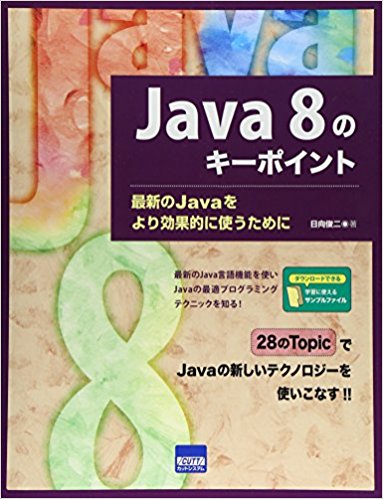 Java
8
Java 8の
キーポイント
最新のJavaを
より効果的に使うために
日向俊二●著
最新のJava言語機能を使い
Javaの最適プログラミング
テクニックを知る!
ダウンロードできる
学習に使える
サンプルファイル
28のTopicで
Javaの新しいテクノロジーを
使いこなす!!
/CUTT/
カットシステム